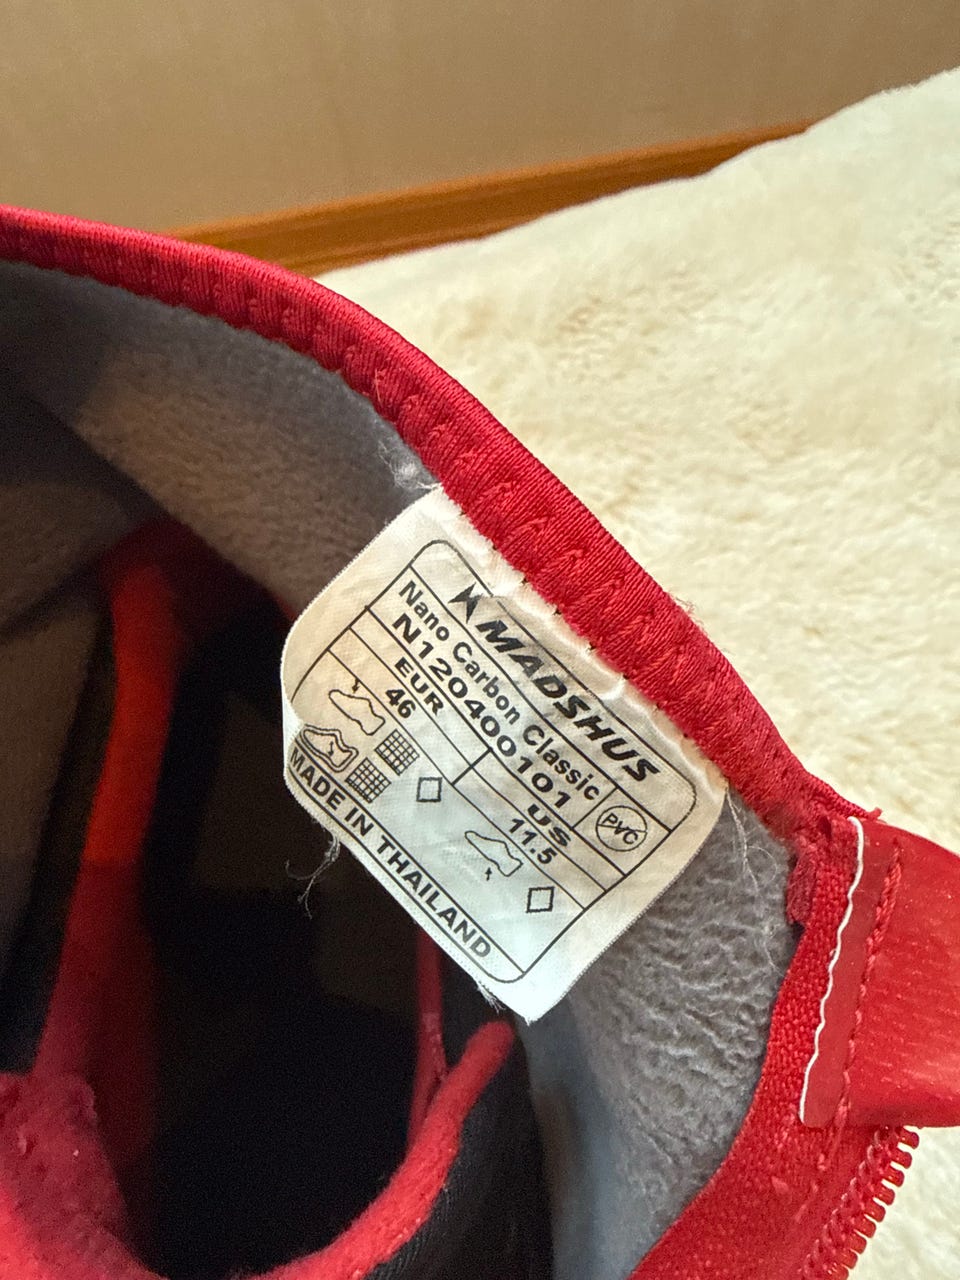 MADSHUS
Nano Carbon Classic
N120400101
PVC
EUR US
46 11.5
MADE IN THAILAND